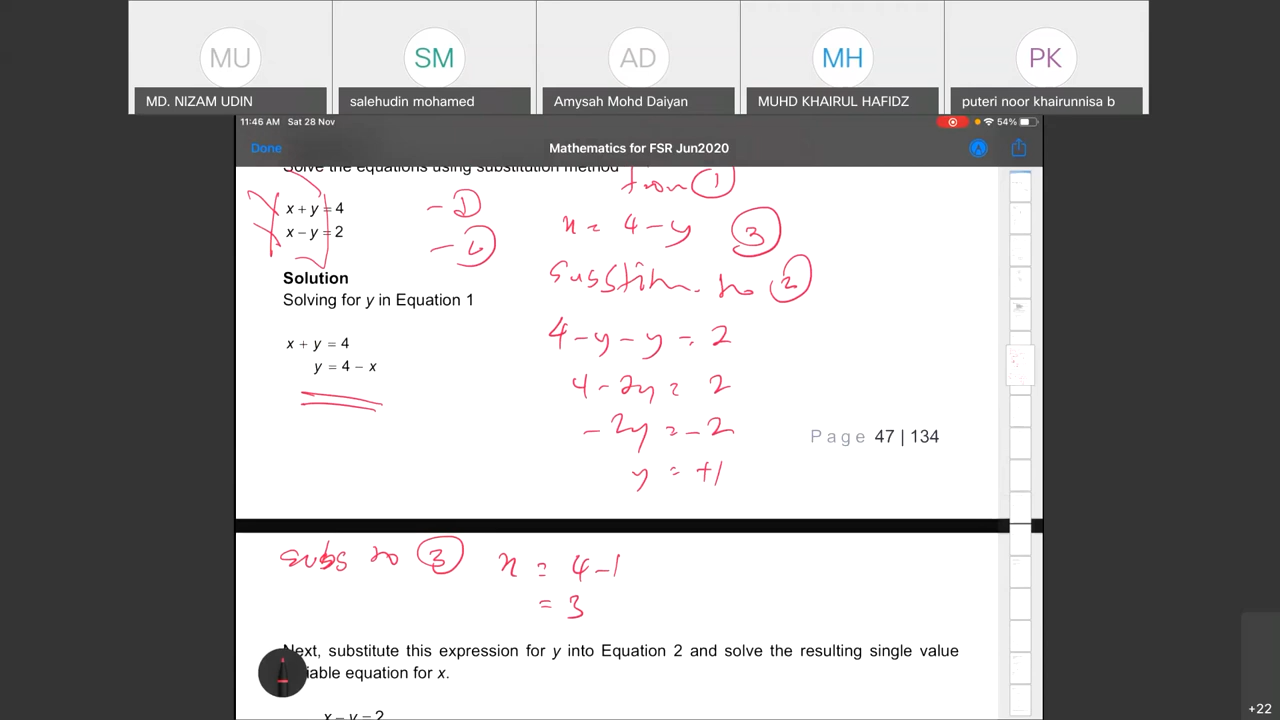 MU
SM
AD
MH
PK
MD. NIZAM UDIN
salehudin mohamed
Amysah Mohd Daiyan
MUHD KHAIRUL HAFIDZ
puteri noor khairunnisa b
11:46 AM Sat 28 Nov
54%
Done
Mathematics for FSR Jun2020
Solve the equations using substitution method
x + y = 4
x − y = 2
Solution
Solving for y in Equation 1
x + y = 4
y = 4 − x
from ①
x = 4 − y ③
②
4 − y − y = 2
4 − 2y = 2
− 2y = − 2
y = +1
Page 47 | 134
subs ③ x = 4 − 1
= 3
Next, substitute this expression for y into Equation 2 and solve the resulting single value
iable equation for x.
x − y = 2
+22